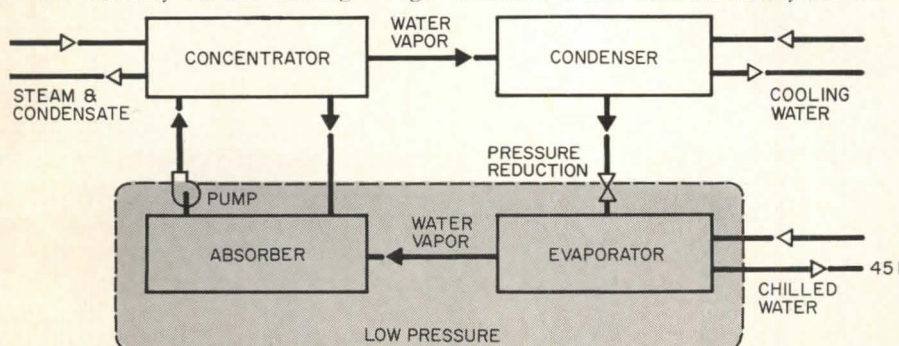 WATER
VAPOR
CONCENTRATOR
CONDENSER
STEAM &
CONDENSATE
COOLING
WATER
PRESSURE
REDUCTION
PUMP
WATER
VAPOR
ABSORBER
EVAPORATOR
45
CHILLED
WATER
LOW PRESSURE